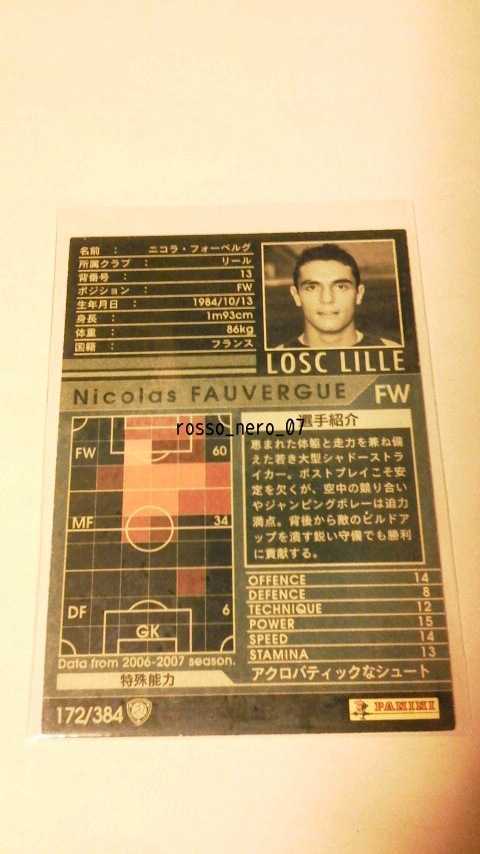 名前 ： ニコラ・フォーベルグ
所属クラブ ： リール
背番号 ： 13
ポジション ： FW
生年月日 ： 1984/10/13
身長 ： 1m93cm
体重 ： 86kg
国籍 ： フランス
LOSC LILLE
Nicolas FAUVERGUE FW
rosso_nero_07
FW 60
MF 34
DF 6
GK
Data from 2006-2007 season.
選手紹介
恵まれた体躯と走力を兼ね備
えた若き大型シャドーストラ
イカー。ポストプレイこそ安
定を欠くが、空中の競り合い
やジャンピングボレーは迫力
満点。背後から敵のビルドア
ップを潰す鋭い守備でも勝利
に貢献する。
OFFENCE 14
DEFENCE 8
TECHNIQUE 12
POWER 15
SPEED 14
STAMINA 13
特殊能力 アクロバティックなシュート
172/384
PANINI